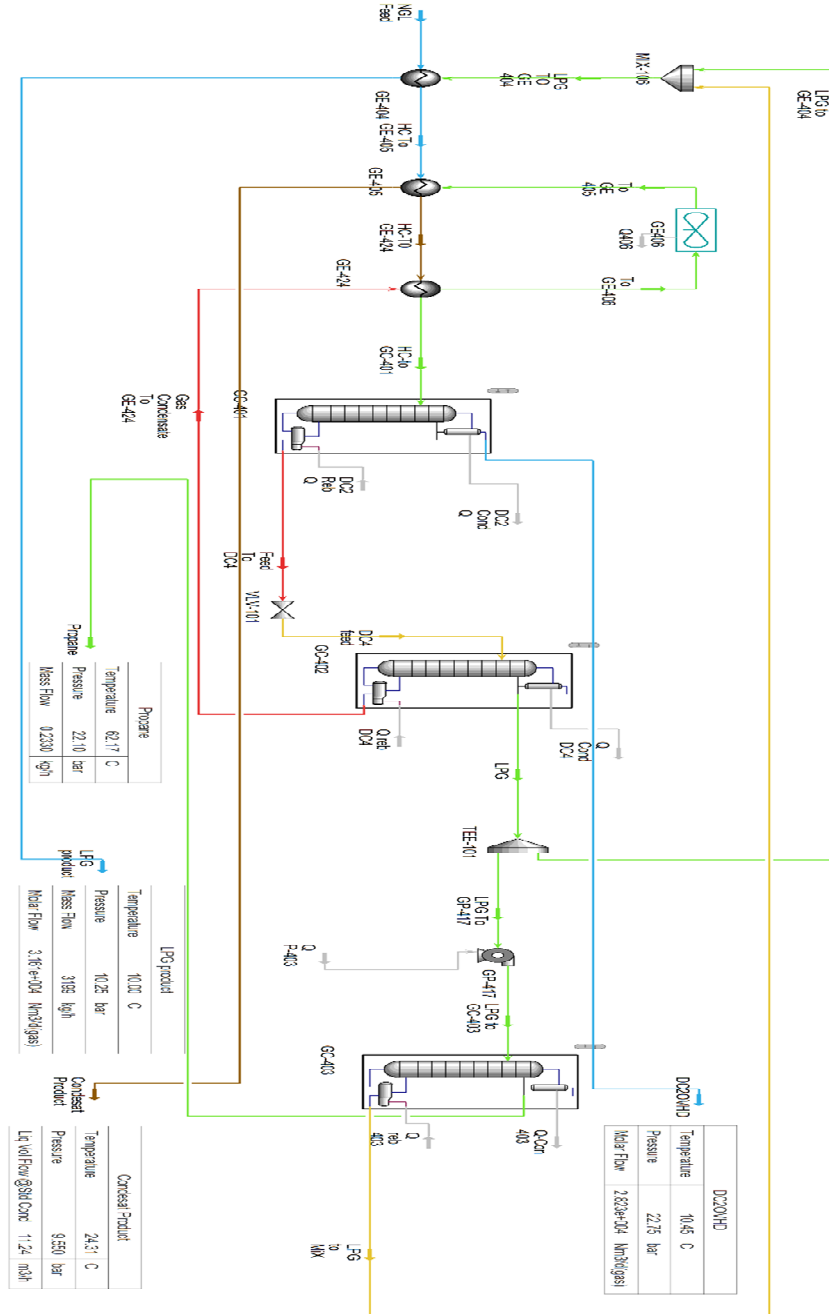 NGL
Feed
GE-404
LPG
TO
GE
404
MIX-106
LPG to
GE-404
HC To
GE-405
GE-405
To
GE
405
GE406
Q406
HC-TO
GE-424
GE-424
To
GE-406
HC-to
GC-401
Gas
Condensate
To
GE-424
GC-401
DC2
Reb
Q
DC2
Cond
Q
Feed
To
DC4
VLV-101
DC4
feed
GC-402
Q reb
DC4
Q
Cond
DC4
LPG
TEE-101
LPG To
GP-417
Q
P-403
GP-417
LPG to
GC-403
GC-403
Q
reb
403
Q-Con
403
LPG
to
MIX
Propane
Propane
Temperature 62.17 C
Pressure 22.10 bar
Mass Flow 0.2330 kg/h
LPG
product
LPG product
Temperature 10.00 C
Pressure 10.25 bar
Mass Flow 3199 kg/h
Molar Flow 3.161e+004 Nm3/d(gas)
Condesat
Product
Condesat Product
Temperature 24.31 C
Pressure 9.550 bar
Liq Vol Flow @Std Cond 11.24 m3/h
DC2OVHD
DC2OVHD
Temperature 10.45 C
Pressure 22.75 bar
Molar Flow 2.623e+004 Nm3/d(gas)